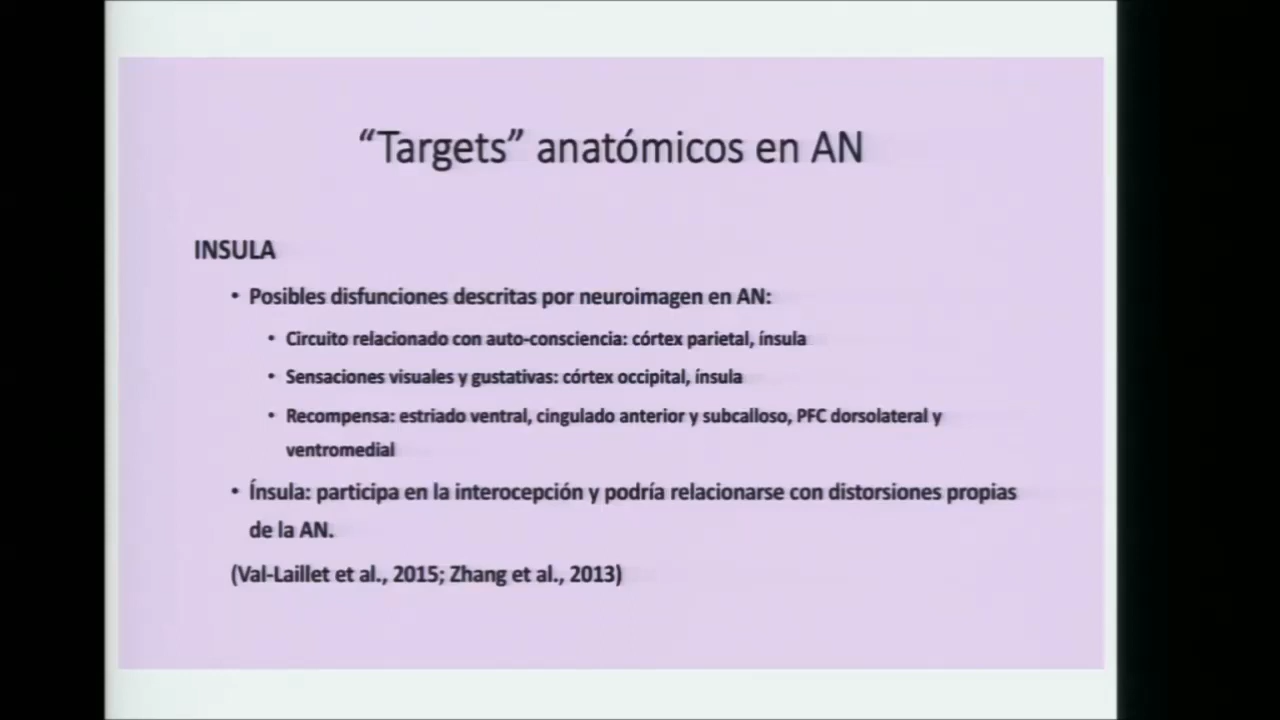 “Targets” anatómicos en AN
INSULA
• Posibles disfunciones descritas por neuroimagen en AN:
• Circuito relacionado con auto-consciencia: córtex parietal, ínsula
• Sensaciones visuales y gustativas: córtex occipital, ínsula
• Recompensa: estriado ventral, cingulado anterior y subcalloso, PFC dorsolateral y
ventromedial
• Ínsula: participa en la interocepción y podría relacionarse con distorsiones propias
de la AN.
(Val-Laillet et al., 2015; Zhang et al., 2013)